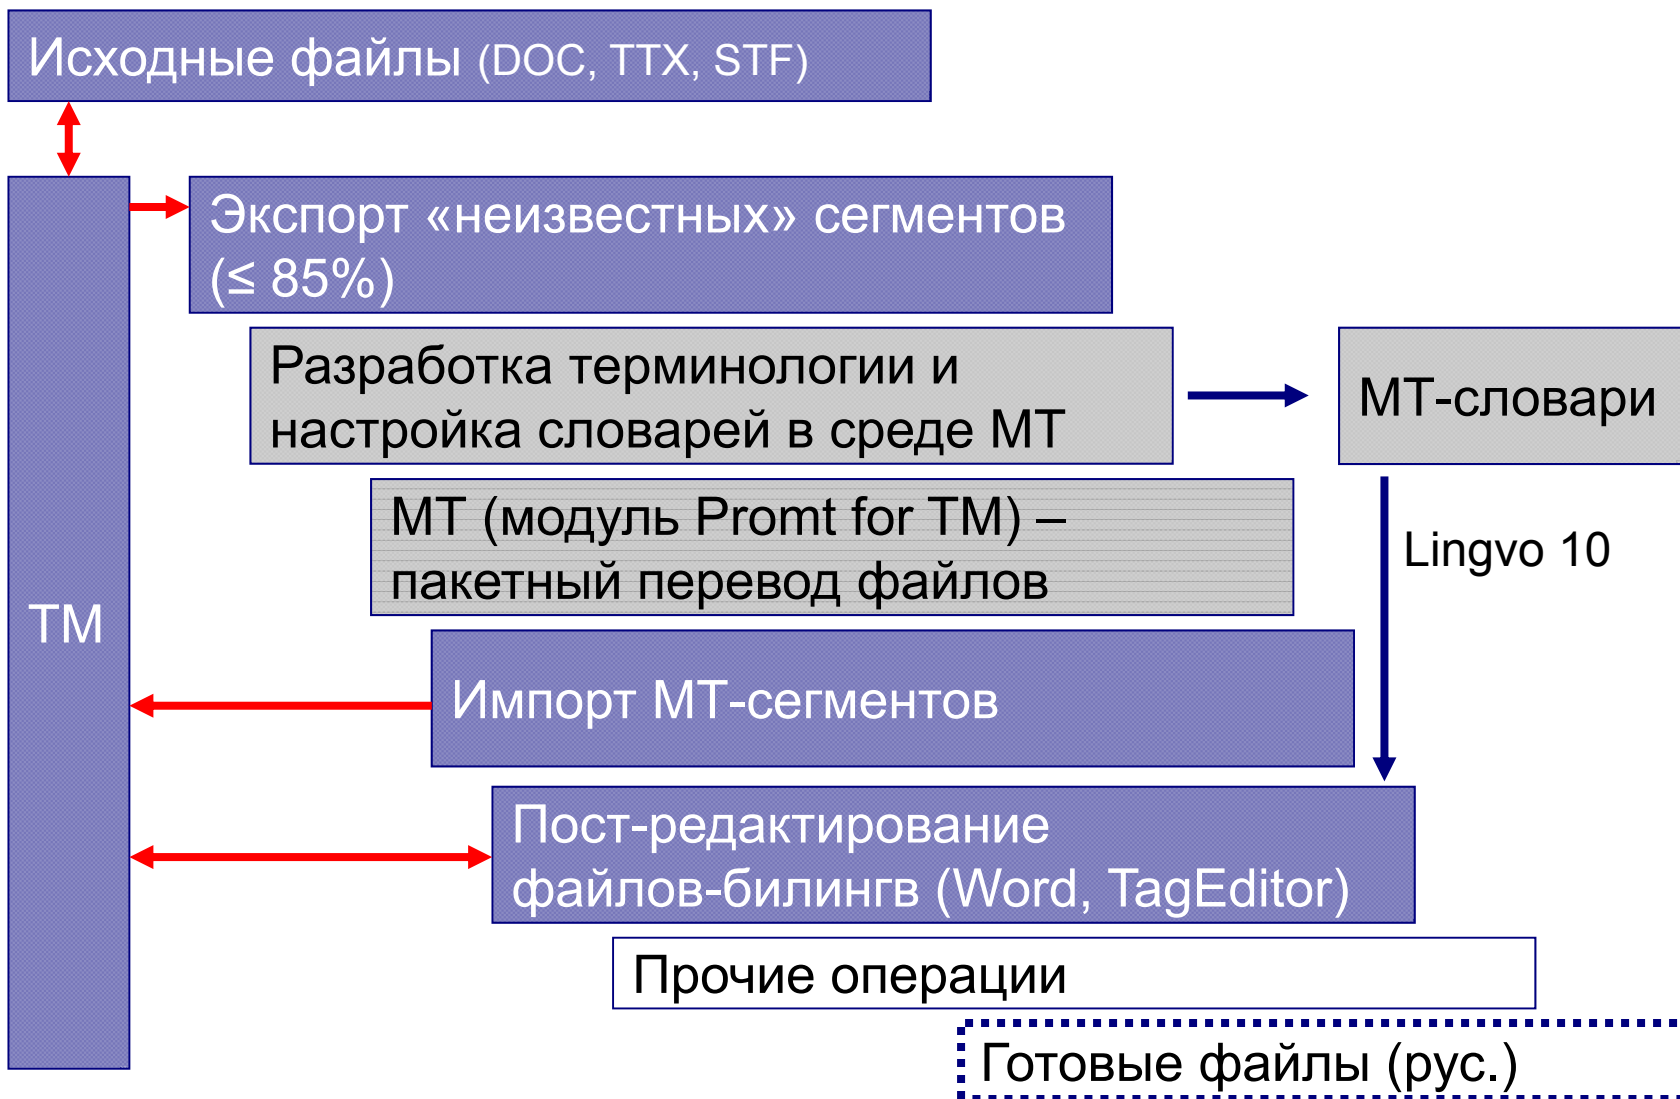 Исходные файлы (DOC, TTX, STF)
TM
Экспорт «неизвестных» сегментов
(≤ 85%)
Разработка терминологии и
настройка словарей в среде МТ
МТ-словари
МТ (модуль Promt for TM) –
пакетный перевод файлов
Lingvo 10
Импорт МТ-сегментов
Пост-редактирование
файлов-билингв (Word, TagEditor)
Прочие операции
Готовые файлы (рус.)